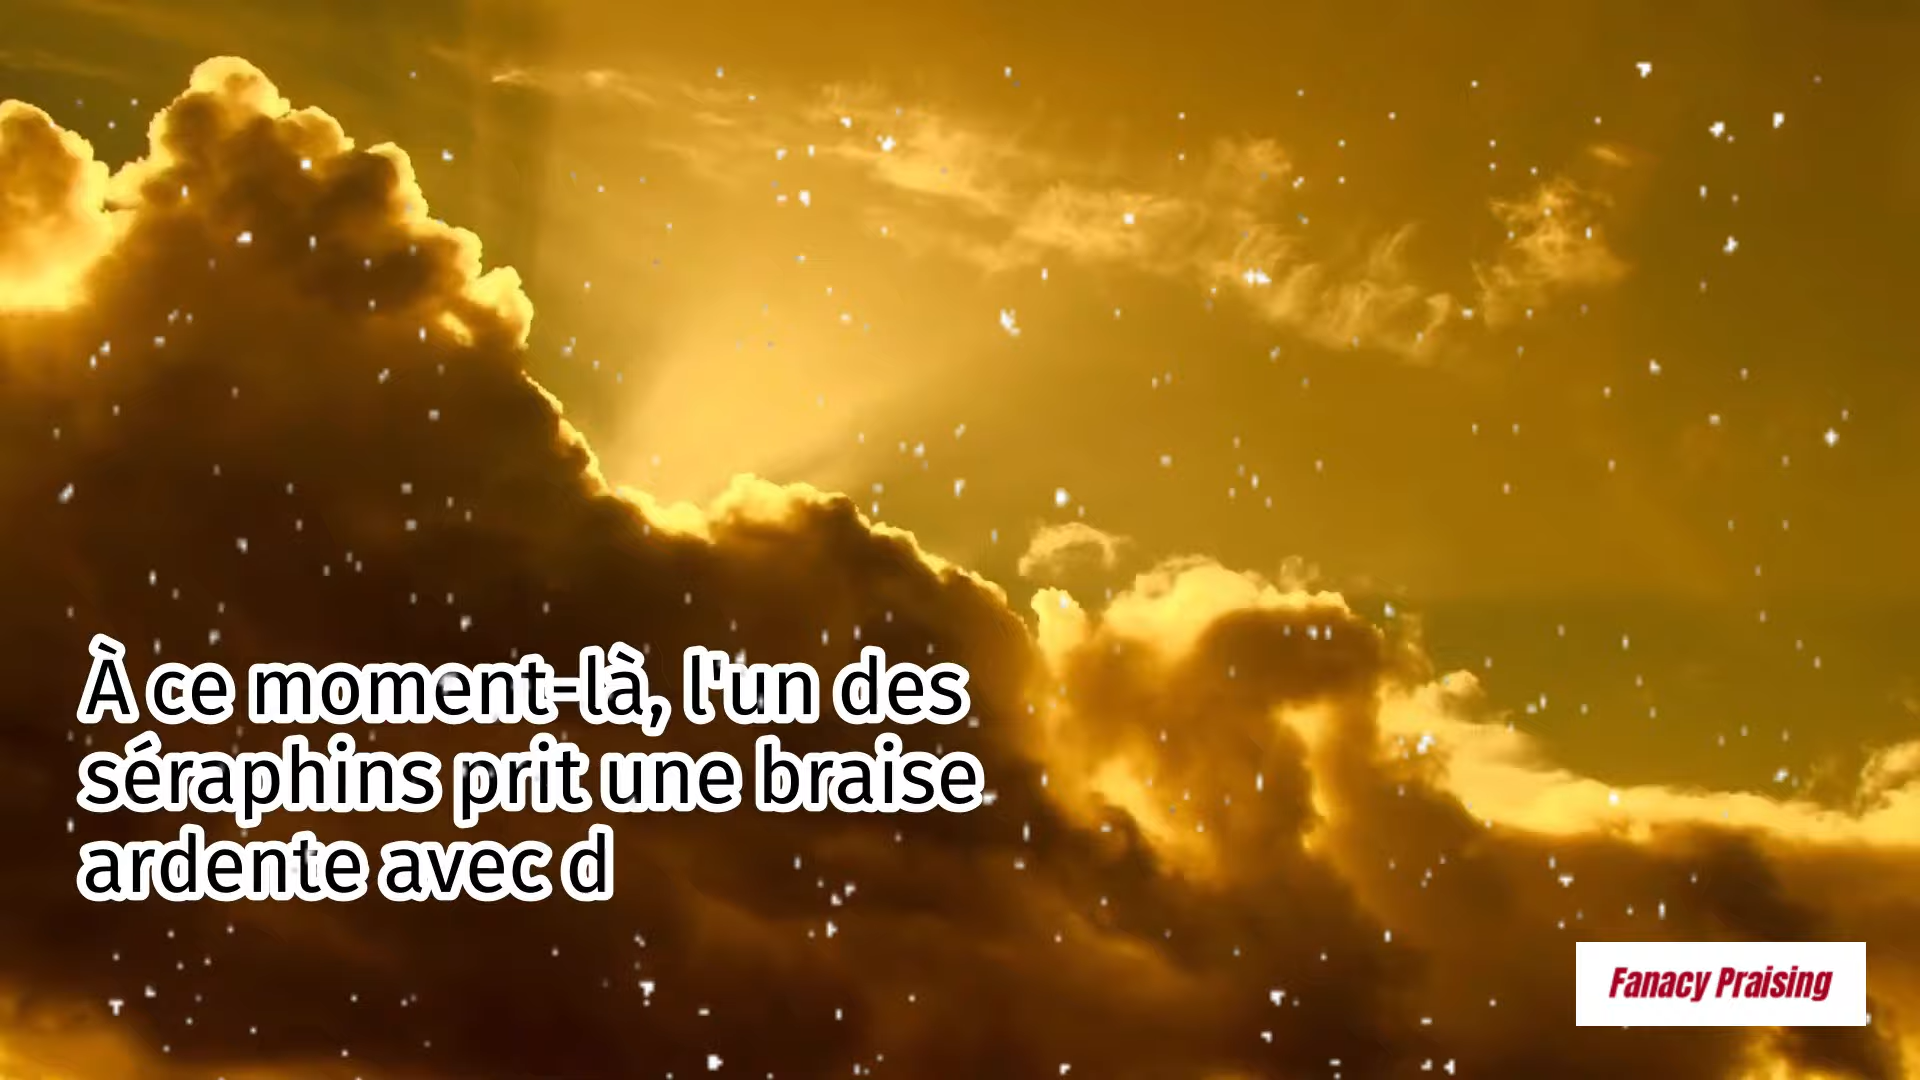 À ce moment-là, l'un des
séraphins prit une braise
ardente avec d
Fanacy Praising